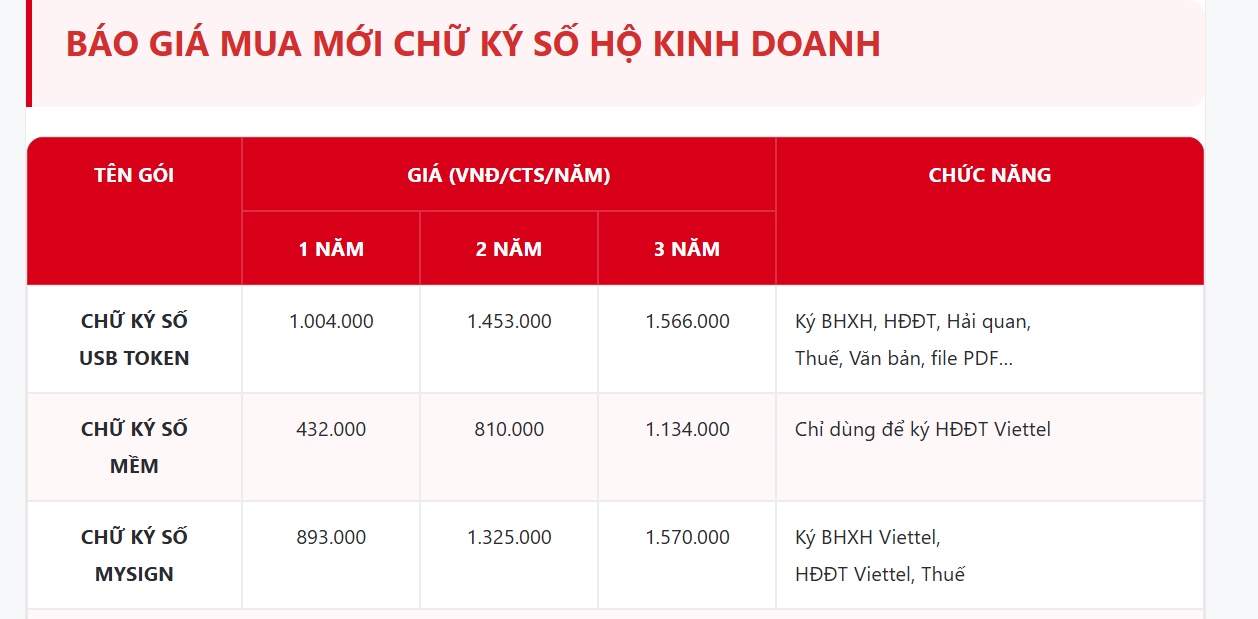 BÁO GIÁ MUA MỚI CHỮ KÝ SỐ HỘ KINH DOANH
TÊN GÓI
GIÁ (VNĐ/CTS/NĂM)
CHỨC NĂNG
1 NĂM
2 NĂM
3 NĂM
CHỮ KÝ SỐ
USB TOKEN
1.004.000
1.453.000
1.566.000
Ký BHXH, HĐĐT, Hải quan,
Thuế, Văn bản, file PDF...
CHỮ KÝ SỐ
MỀM
432.000
810.000
1.134.000
Chỉ dùng để ký HĐĐT Viettel
CHỮ KÝ SỐ
MYSIGN
893.000
1.325.000
1.570.000
Ký BHXH Viettel,
HĐĐT Viettel, Thuế